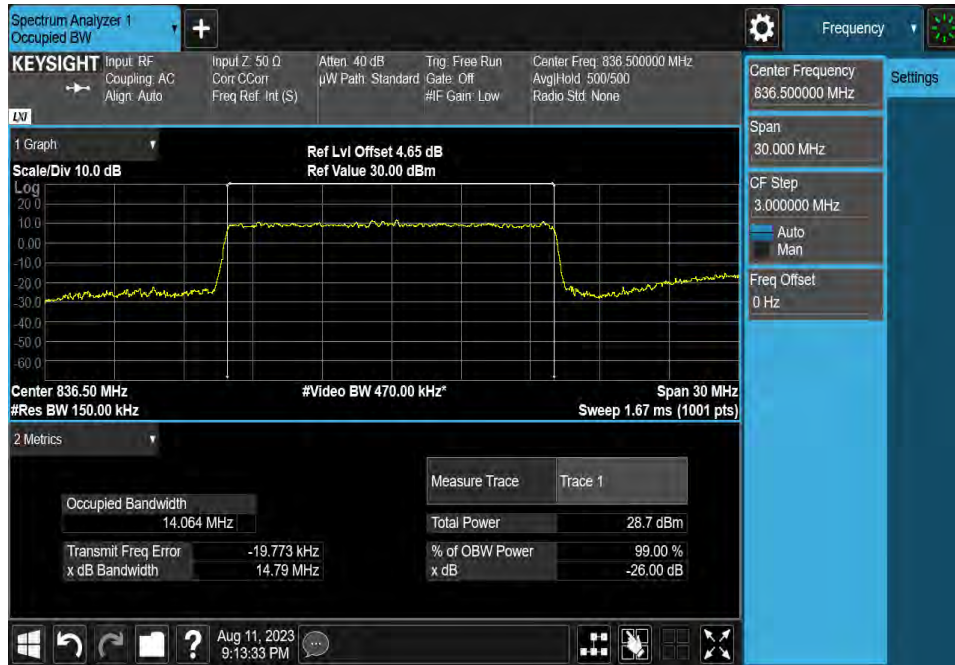 Spectrum Analyzer 1
Occupied BW
+
Frequency
KEYSIGHT
Input: RF
Coupling: AC
Align: Auto
Input Z: 50 Ω
Corr CCorr
Freq Ref: Int (S)
Atten: 40 dB
µW Path: Standard
Trig: Free Run
Gate: Off
#IF Gain: Low
Center Freq: 836.500000 MHz
Avg|Hold: 500/500
Radio Std: None
LXI
Center Frequency
836.500000 MHz
Settings
Span
30.000 MHz
CF Step
3.000000 MHz
Auto
Man
Freq Offset
0 Hz
1 Graph
Scale/Div 10.0 dB
Ref Lvl Offset 4.65 dB
Ref Value 30.00 dBm
Log
20.0
10.0
0.00
-10.0
-20.0
-30.0
-40.0
-50.0
-60.0
Center 836.50 MHz
#Video BW 470.00 kHz*
Span 30 MHz
#Res BW 150.00 kHz
Sweep 1.67 ms (1001 pts)
2 Metrics
Measure Trace
Trace 1
Occupied Bandwidth
14.064 MHz
Total Power
28.7 dBm
Transmit Freq Error
-19.773 kHz
% of OBW Power
99.00 %
x dB Bandwidth
14.79 MHz
x dB
-26.00 dB
?
Aug 11, 2023
9:13:33 PM